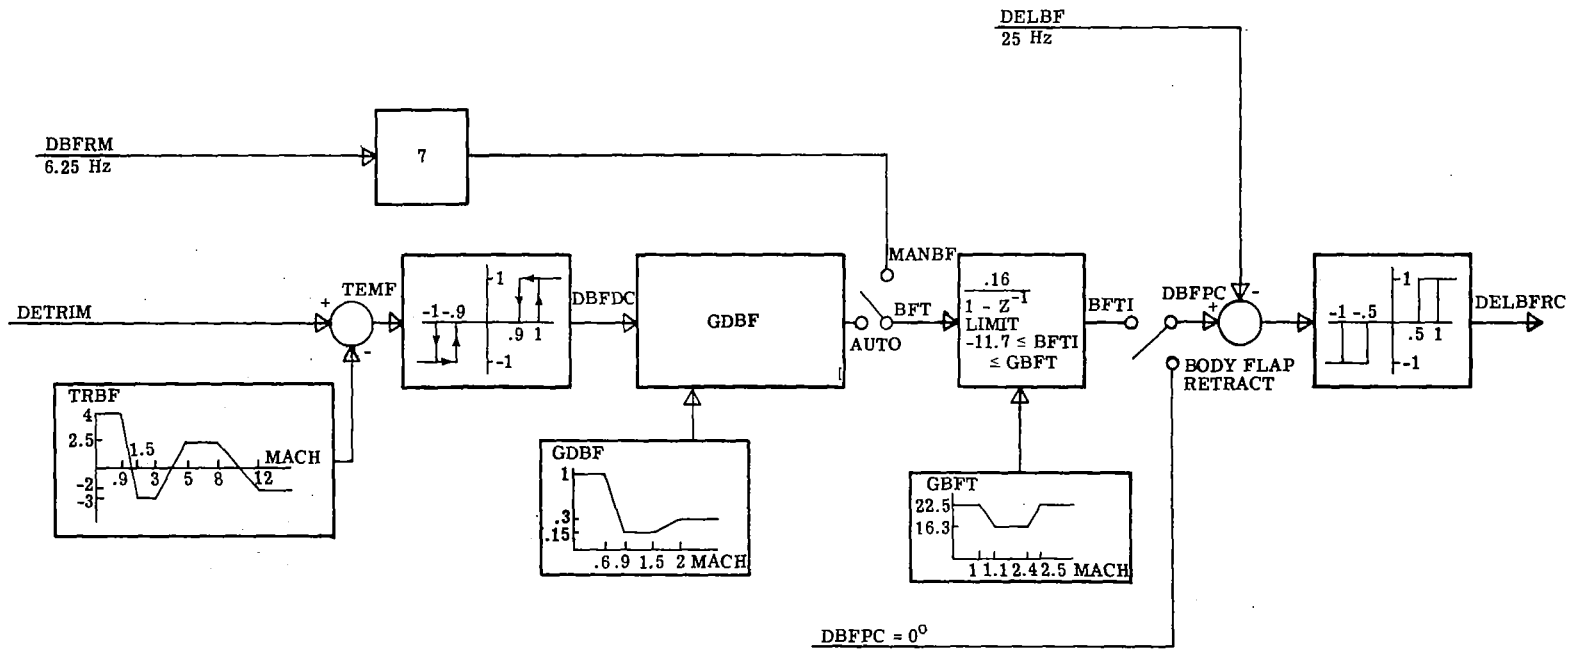 DELBF
25 Hz
DBFRM
6.25 Hz
7
MANBF
DETRIM
+
TEMF
-
-1 -.9
1
.9 1
-1
DBFDC
GDBF
AUTO
BFT
.16
1 - Z⁻¹
LIMIT
-11.7 ≤ BFTI
≤ GBFT
BFTI
DBFPC
+
-
BODY FLAP
RETRACT
-1 -.5
1
.5 1
-1
DELBFRC
TRBF
4
2.5
1.5
MACH
.9 3 5 8 12
-2
-3
GDBF
1
.3
.15
.6 .9 1.5 2 MACH
GBFT
22.5
16.3
1 1.1 2.4 2.5 MACH
DBFPC = 0°